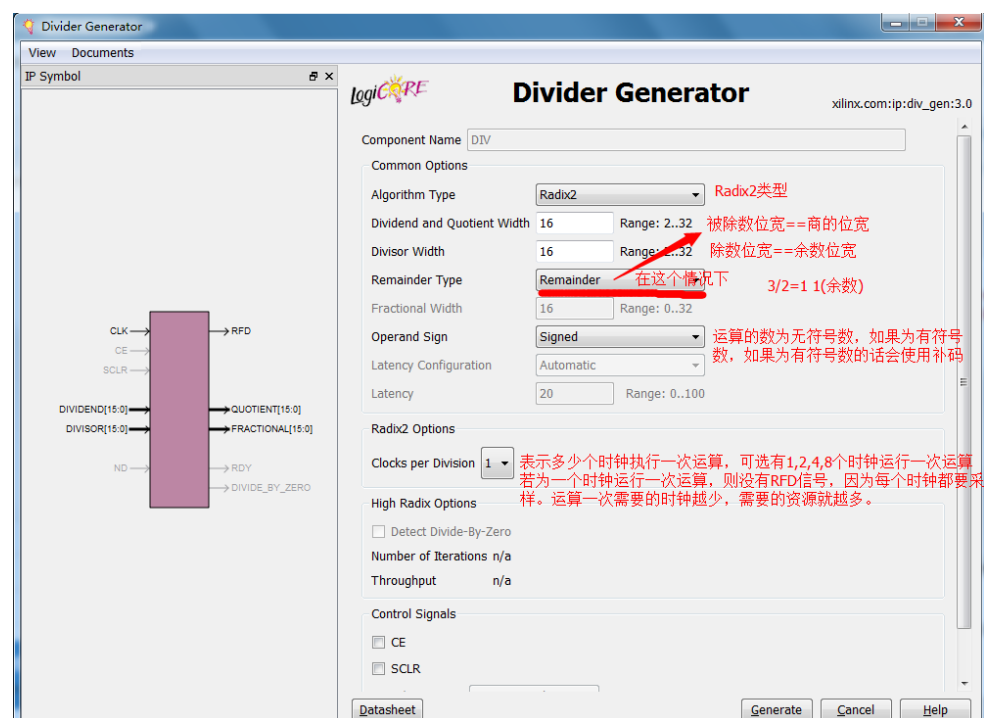 Divider Generator
View Documents
IP Symbol
LogiCORE
Divider Generator
xilinx.com:ip:div_gen:3.0
Component Name DIV
Common Options
Algorithm Type Radix2 Radix2类型
Dividend and Quotient Width 16 Range: 2..32 被除数位宽==商的位宽
Divisor Width 16 Range: 2..32 除数位宽==余数位宽
Remainder Type Remainder 在这个情况下 3/2=1 1(余数)
Fractional Width 16 Range: 0..32
Operand Sign Signed 运算的数为无符号数，如果为有符号
数，如果为有符号数的话会使用补码
Latency Configuration Automatic
Latency 20 Range: 0..100
Radix2 Options
Clocks per Division 1 表示多少个时钟执行一次运算，可选有1,2,4,8个时钟运行一次运算
若为一个时钟运行一次运算，则没有RFD信号，因为每个时钟都要采
样。运算一次需要的时钟越少，需要的资源就越多。
High Radix Options
Detect Divide-By-Zero
Number of Iterations n/a
Throughput n/a
Control Signals
CE
SCLR
CLK
CE
SCLR
DIVIDEND[15:0]
DIVISOR[15:0]
ND
RFD
QUOTIENT[15:0]
FRACTIONAL[15:0]
RDY
DIVIDE_BY_ZERO
Datasheet
Generate
Cancel
Help